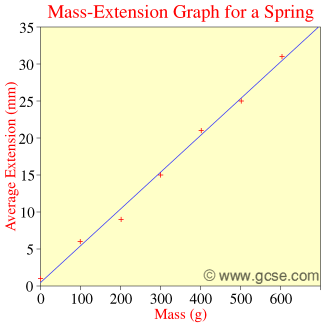 Mass-Extension Graph for a Spring
Average Extension (mm)
35
30
25
20
15
10
5
0
© www.gcse.com
0 100 200 300 400 500 600
Mass (g)